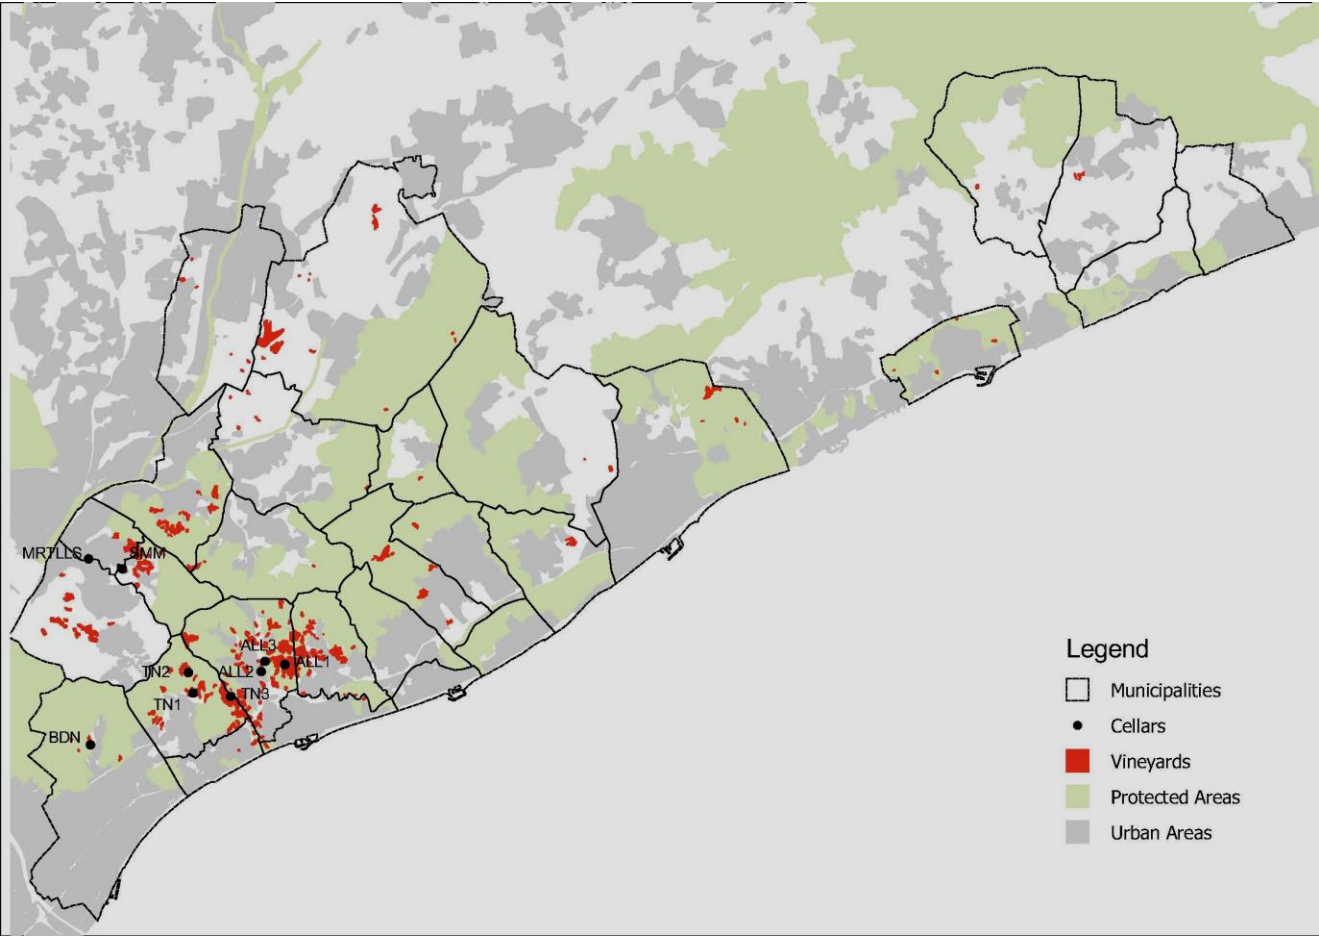 MRTLLS
SMM
ALL3
TN2
ALL2
ALL1
TN1
TN3
BDN
Legend
Municipalities
Cellars
Vineyards
Protected Areas
Urban Areas